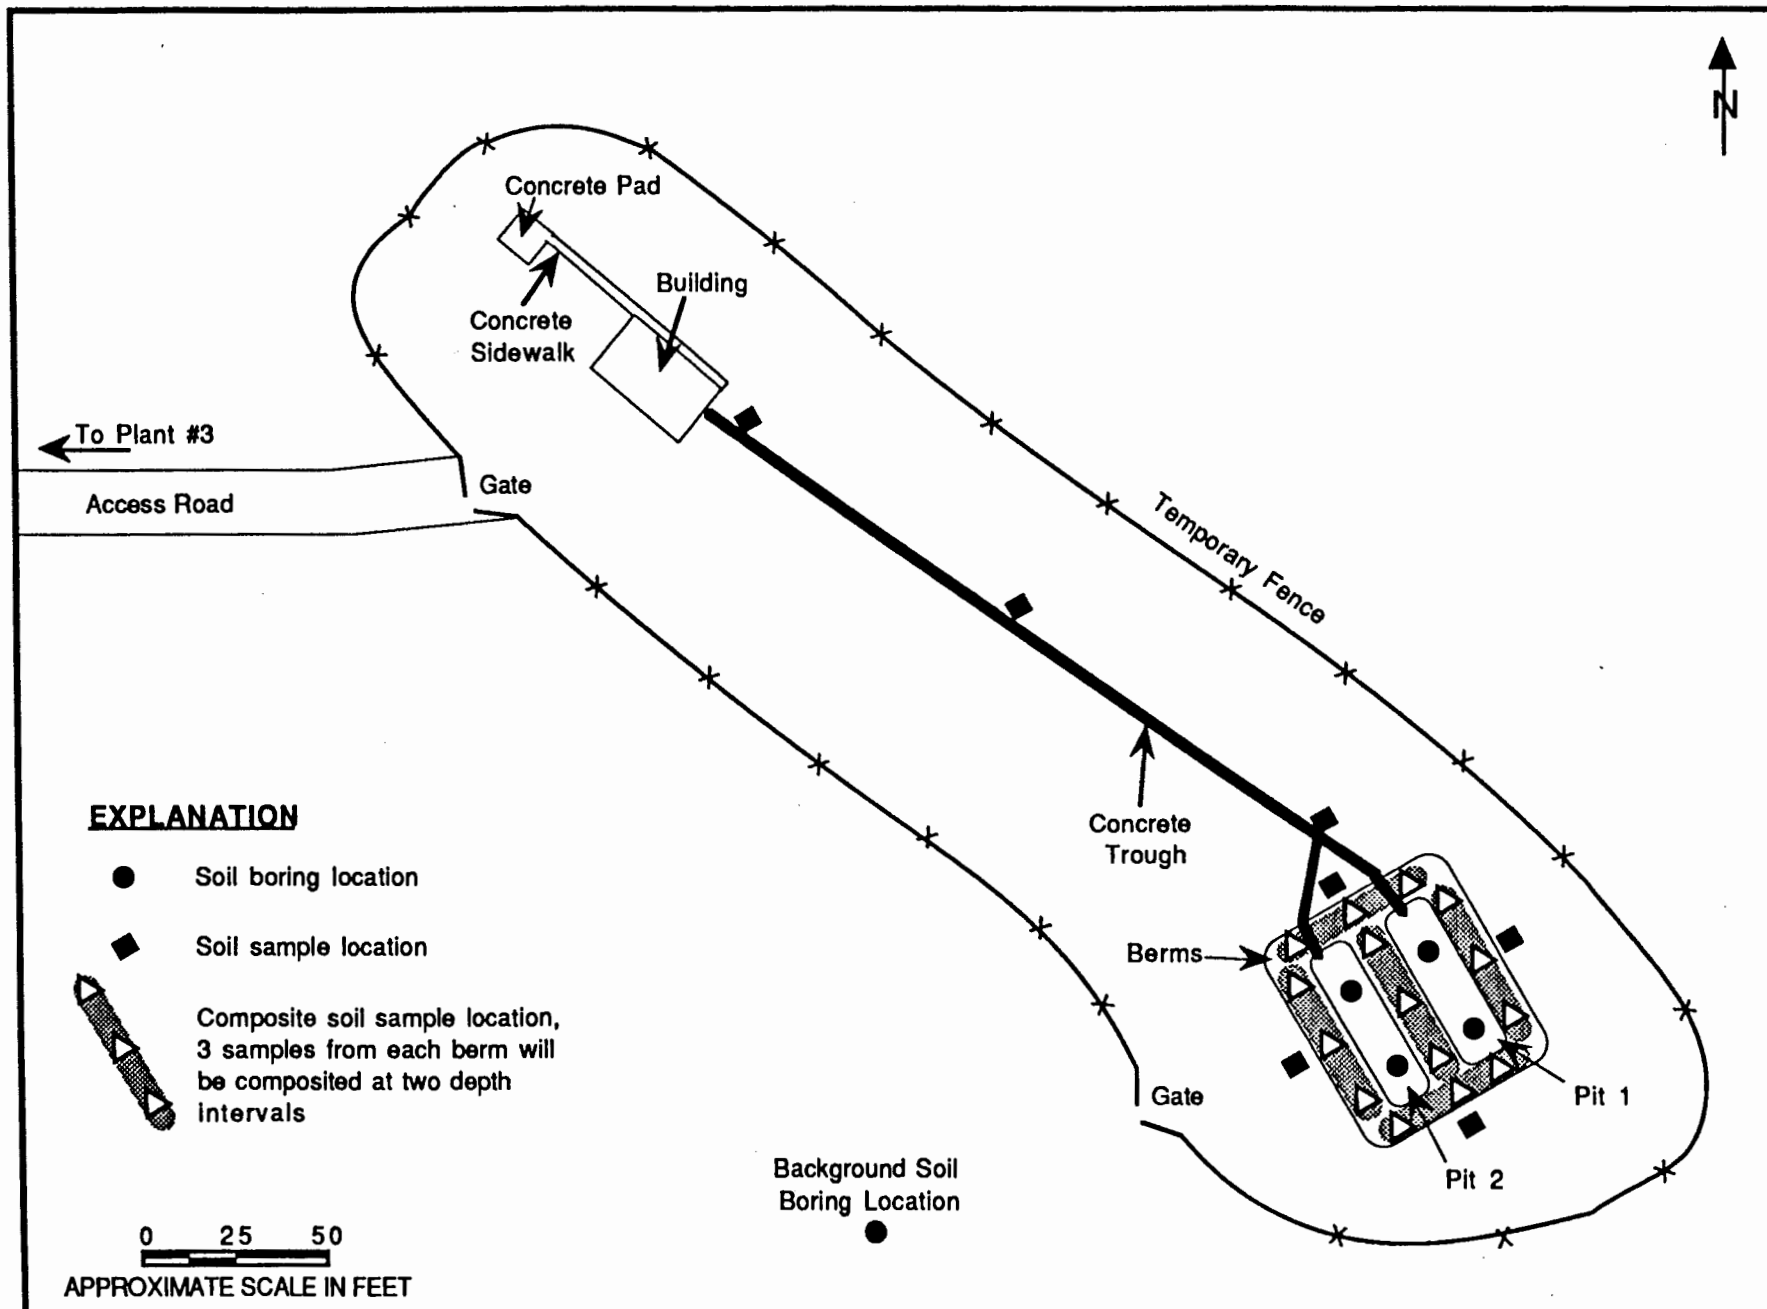 N
Concrete Pad
Building
Concrete
Sidewalk
To Plant #3
Access Road
Gate
Temporary Fence
Concrete
Trough
Berms
Gate
Pit 1
Pit 2
Background Soil
Boring Location
EXPLANATION
Soil boring location
Soil sample location
Composite soil sample location,
3 samples from each berm will
be composited at two depth
intervals
0 25 50
APPROXIMATE SCALE IN FEET